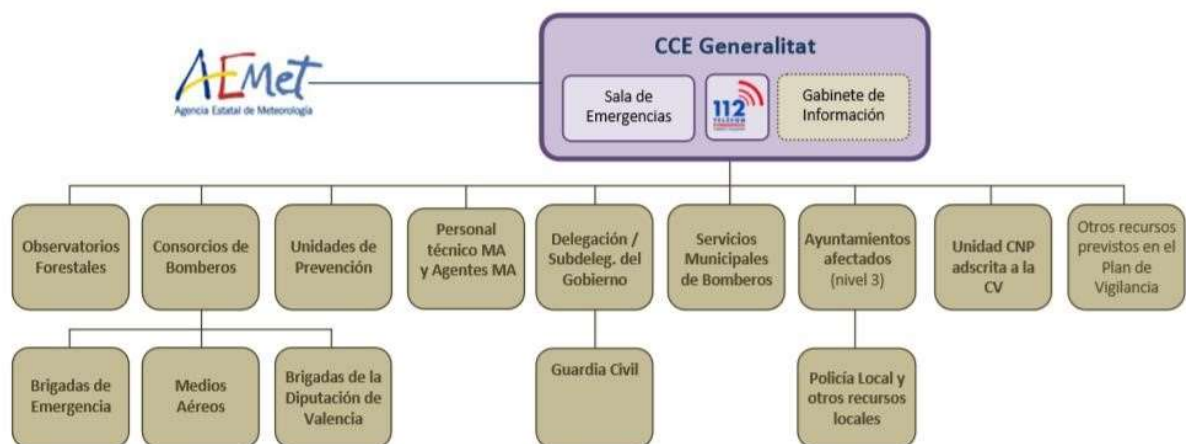 CCE Generalitat
AEMet
Agencia Estatal de Meteorología
Sala de
Emergencias
112
Gabinete de
Información
Observatorios
Forestales
Consorcios de
Bomberos
Unidades de
Prevención
Personal
técnico MA
y Agentes MA
Delegación /
Subdeleg. del
Gobierno
Servicios
Municipales
de Bomberos
Ayuntamientos
afectados
(nivel 3)
Unidad CNP
adscrita a la
CV
Otros recursos
previstos en el
Plan de
Vigilancia
Brigadas de
Emergencia
Medios
Aéreos
Brigadas de la
Diputación de
Valencia
Guardia Civil
Policía Local y
otros recursos
locales